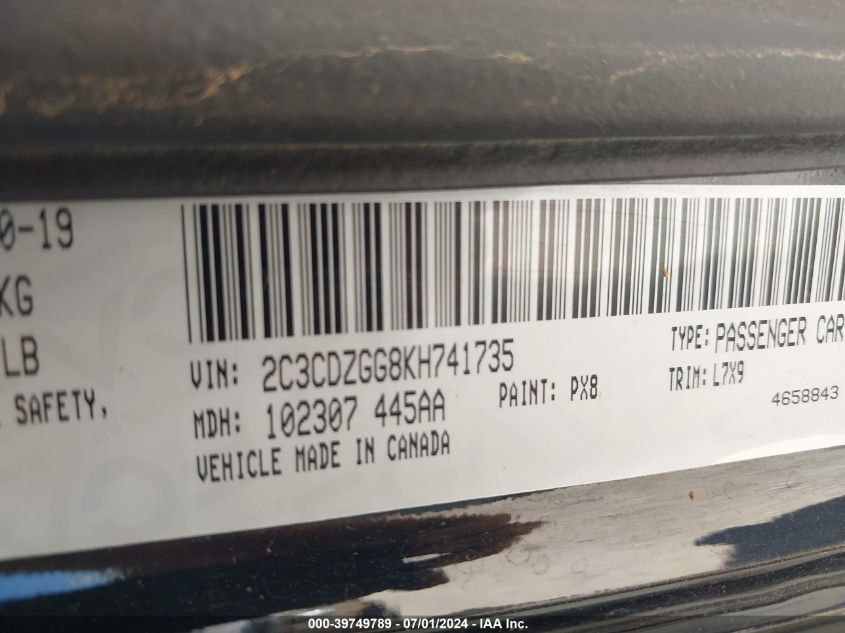 0-19
KG
LB
SAFETY,
VIN: 2C3CDZGG8KH741735
TYPE: PASSENGER CAR
MDH: 102307 445AA
PAINT: PX8
TRIM: L7X9
4658843
VEHICLE MADE IN CANADA
000-39749789 - 07/01/2024 - IAA Inc.